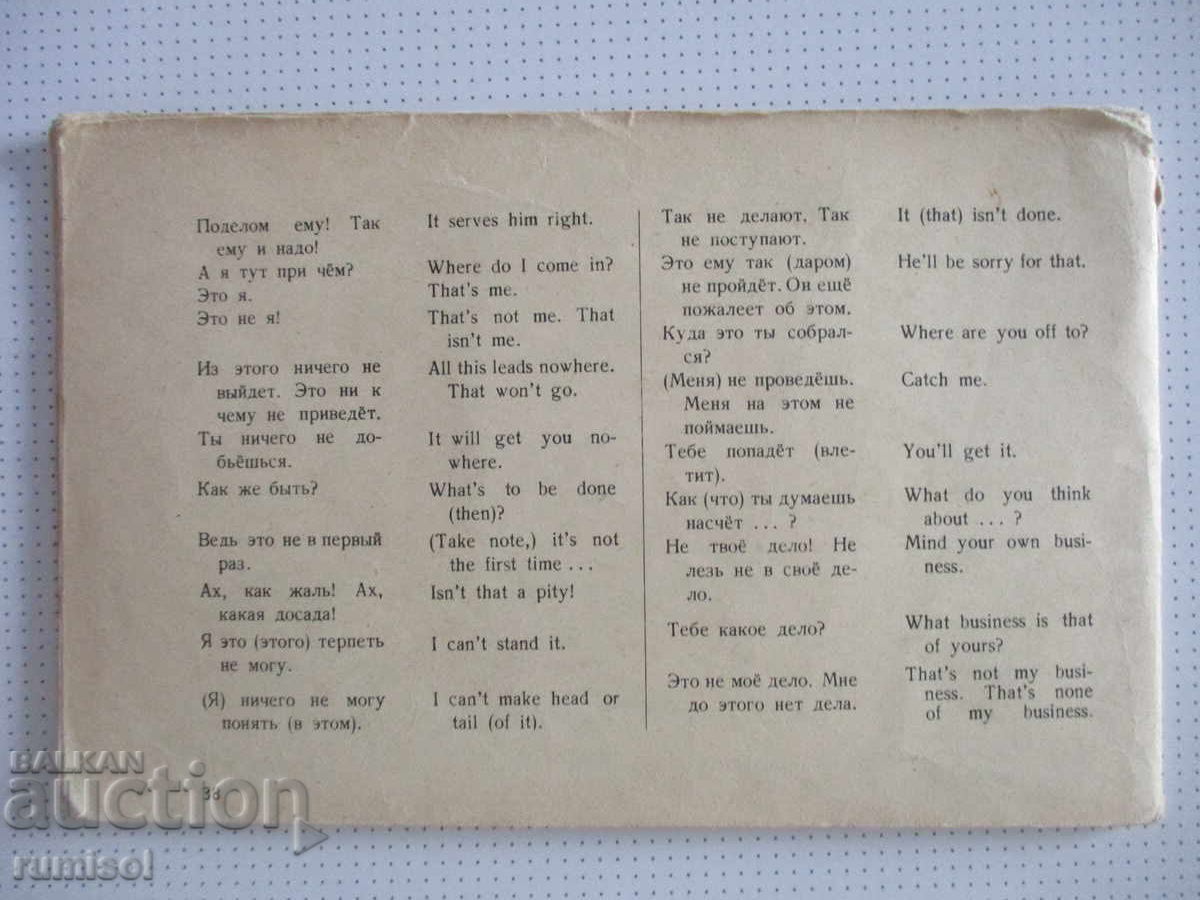 Поделом ему! Так It serves him right.
ему и надо!
А я тут при чём? Where do I come in?
Это я. That's me.
Это не я! That's not me. That
isn't me.
Из этого ничего не All this leads nowhere.
выйдет. Это ни к That won't go.
чему не приведёт.
Ты ничего не до- It will get you no-
бьёшься. where.
Как же быть? What's to be done
(then)?
Ведь это не в первый (Take note,) it's not
раз. the first time ...
Ах, как жаль! Ах, Isn't that a pity!
какая досада!
Я это (этого) терпеть I can't stand it.
не могу.
(Я) ничего не могу I can't make head or
понять (в этом). tail (of it).
Так не делают. Так It (that) isn't done.
не поступают.
Это ему так (даром) He'll be sorry for that.
не пройдёт. Он ещё
пожалеет об этом.
Куда это ты собрал- Where are you off to?
ся?
(Меня) не проведёшь. Catch me.
Меня на этом не
поймаешь.
Тебе попадёт (вле- You'll get it.
тит).
Как (что) ты думаешь What do you think
насчёт ... ? about ... ?
Не твоё дело! Не Mind your own busi-
лезь не в своё де- ness.
ло.
Тебе какое дело? What business is that
of yours?
Это не моё дело. Мне That's not my busi-
до этого нет дела. ness. That's none
of my business.
38
BALKAN
auction
rumisol